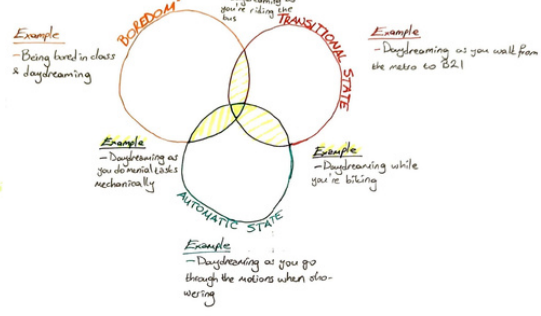 you're riding the
bus
BOREDOM
TRANSITIONAL STATE
Example
- Being bored in class
& daydreaming
Example
- Daydreaming as you walk from
the metro to B21
Example
- Daydreaming as
you do menial tasks
mechanically
Example
- Daydreaming while
you're biking
AUTOMATIC STATE
Example
- Daydreaming as you go
through the motions when sho-
wering